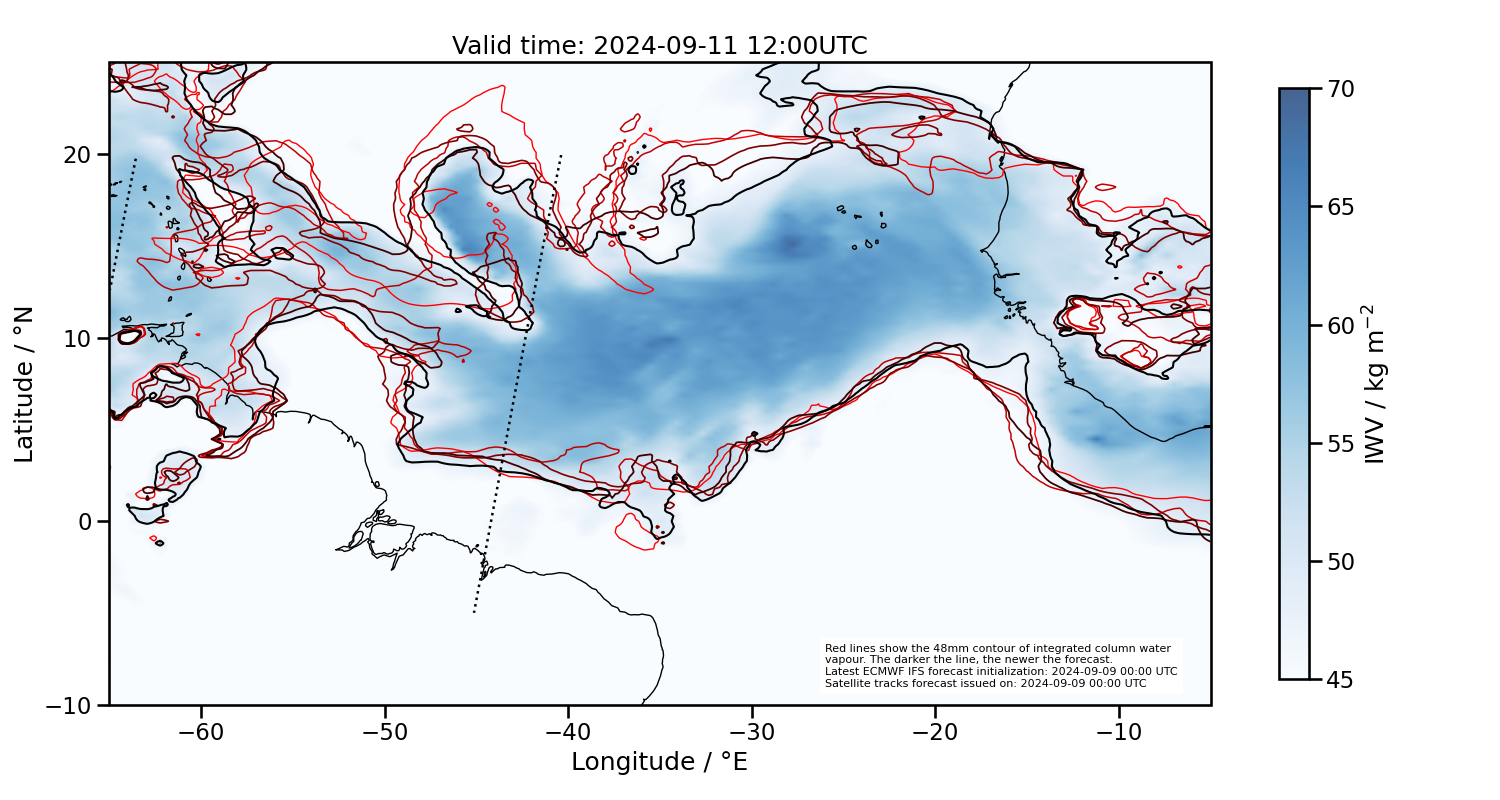 Valid time: 2024-09-11 12:00UTC
20
10
0
−10
Latitude / °N
−60
−50
−40
−30
−20
−10
Longitude / °E
Red lines show the 48mm contour of integrated column water
vapour. The darker the line, the newer the forecast.
Latest ECMWF IFS forecast initialization: 2024-09-09 00:00 UTC
Satellite tracks forecast issued on: 2024-09-09 00:00 UTC
70
65
60
55
50
45
IWV / kg m⁻²